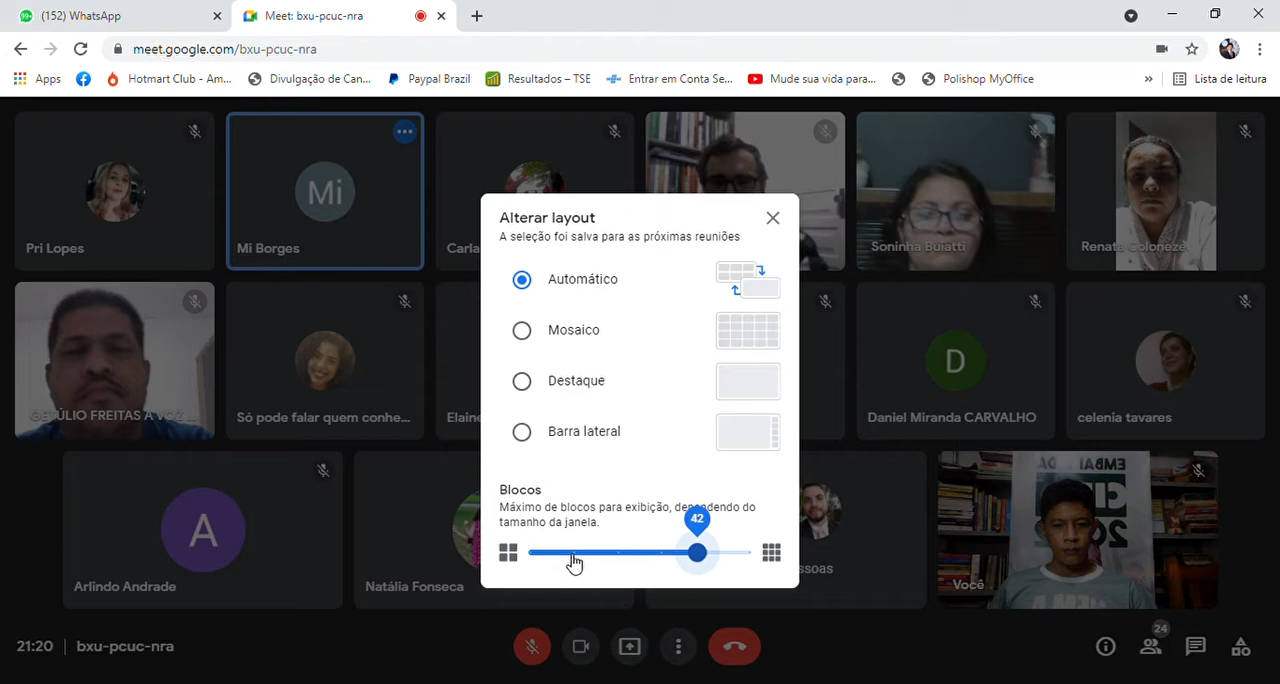 (152) WhatsApp
Meet: bxu-pcuc-nra
meet.google.com/bxu-pcuc-nra
Apps
Hotmart Club - Am...
Divulgação de Can...
Paypal Brazil
Resultados – TSE
Entrar em Conta Se...
Mude sua vida para...
Polishop MyOffice
»
Lista de leitura
Mi
Pri Lopes
Mi Borges
Carla
Soninha Buiatti
Renata Coloneze
Alterar layout
A seleção foi salva para as próximas reuniões
Automático
Mosaico
Destaque
Barra lateral
D
GETÚLIO FREITAS A VOZ ...
Só pode falar quem conhe...
Elaine
Daniel Miranda CARVALHO
celenia tavares
Blocos
Máximo de blocos para exibição, dependendo do
tamanho da janela.
42
A
Arlindo Andrade
Natália Fonseca
ssoas
Você
21:20
bxu-pcuc-nra
24